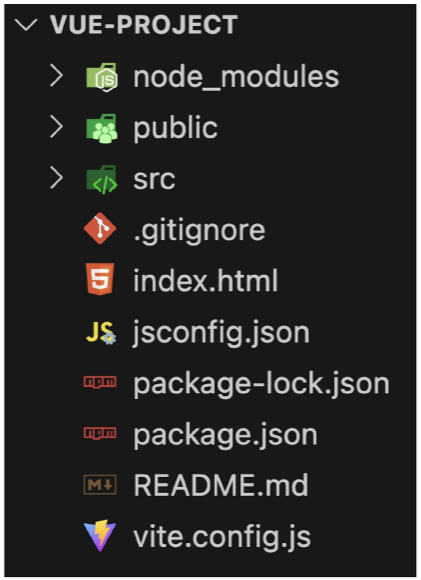 VUE-PROJECT
node_modules
public
src
.gitignore
index.html
jsconfig.json
package-lock.json
package.json
README.md
vite.config.js